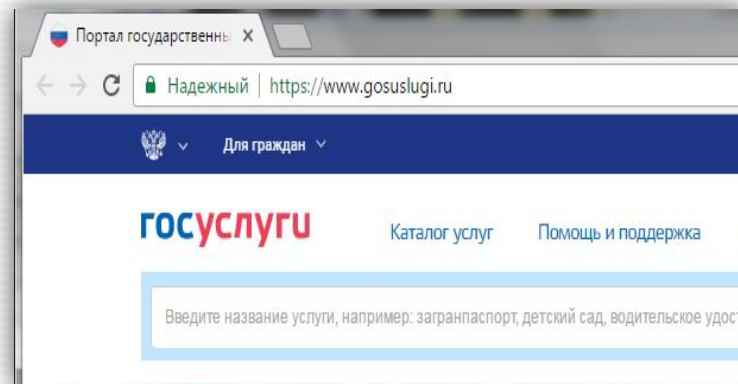 Портал государственны
Надежный | https://www.gosuslugi.ru
Для граждан
госуслуги
Каталог услуг Помощь и поддержка
Введите название услуги, например: загранпаспорт, детский сад, водительское удост